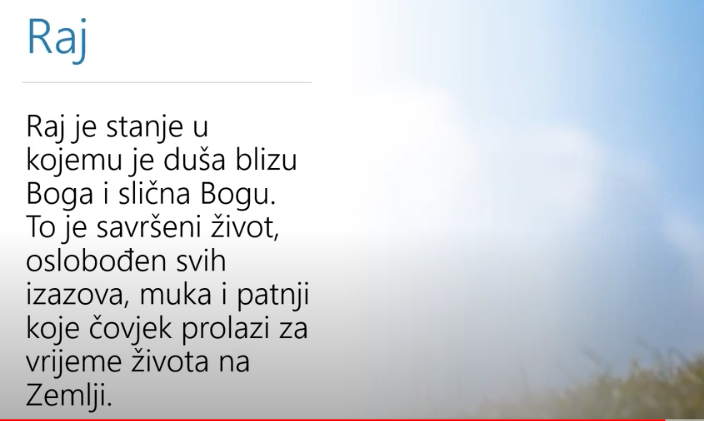 Raj
Raj je stanje u
kojemu je duša blizu
Boga i slična Bogu.
To je savršeni život,
oslobođen svih
izazova, muka i patnji
koje čovjek prolazi za
vrijeme života na
Zemlji.